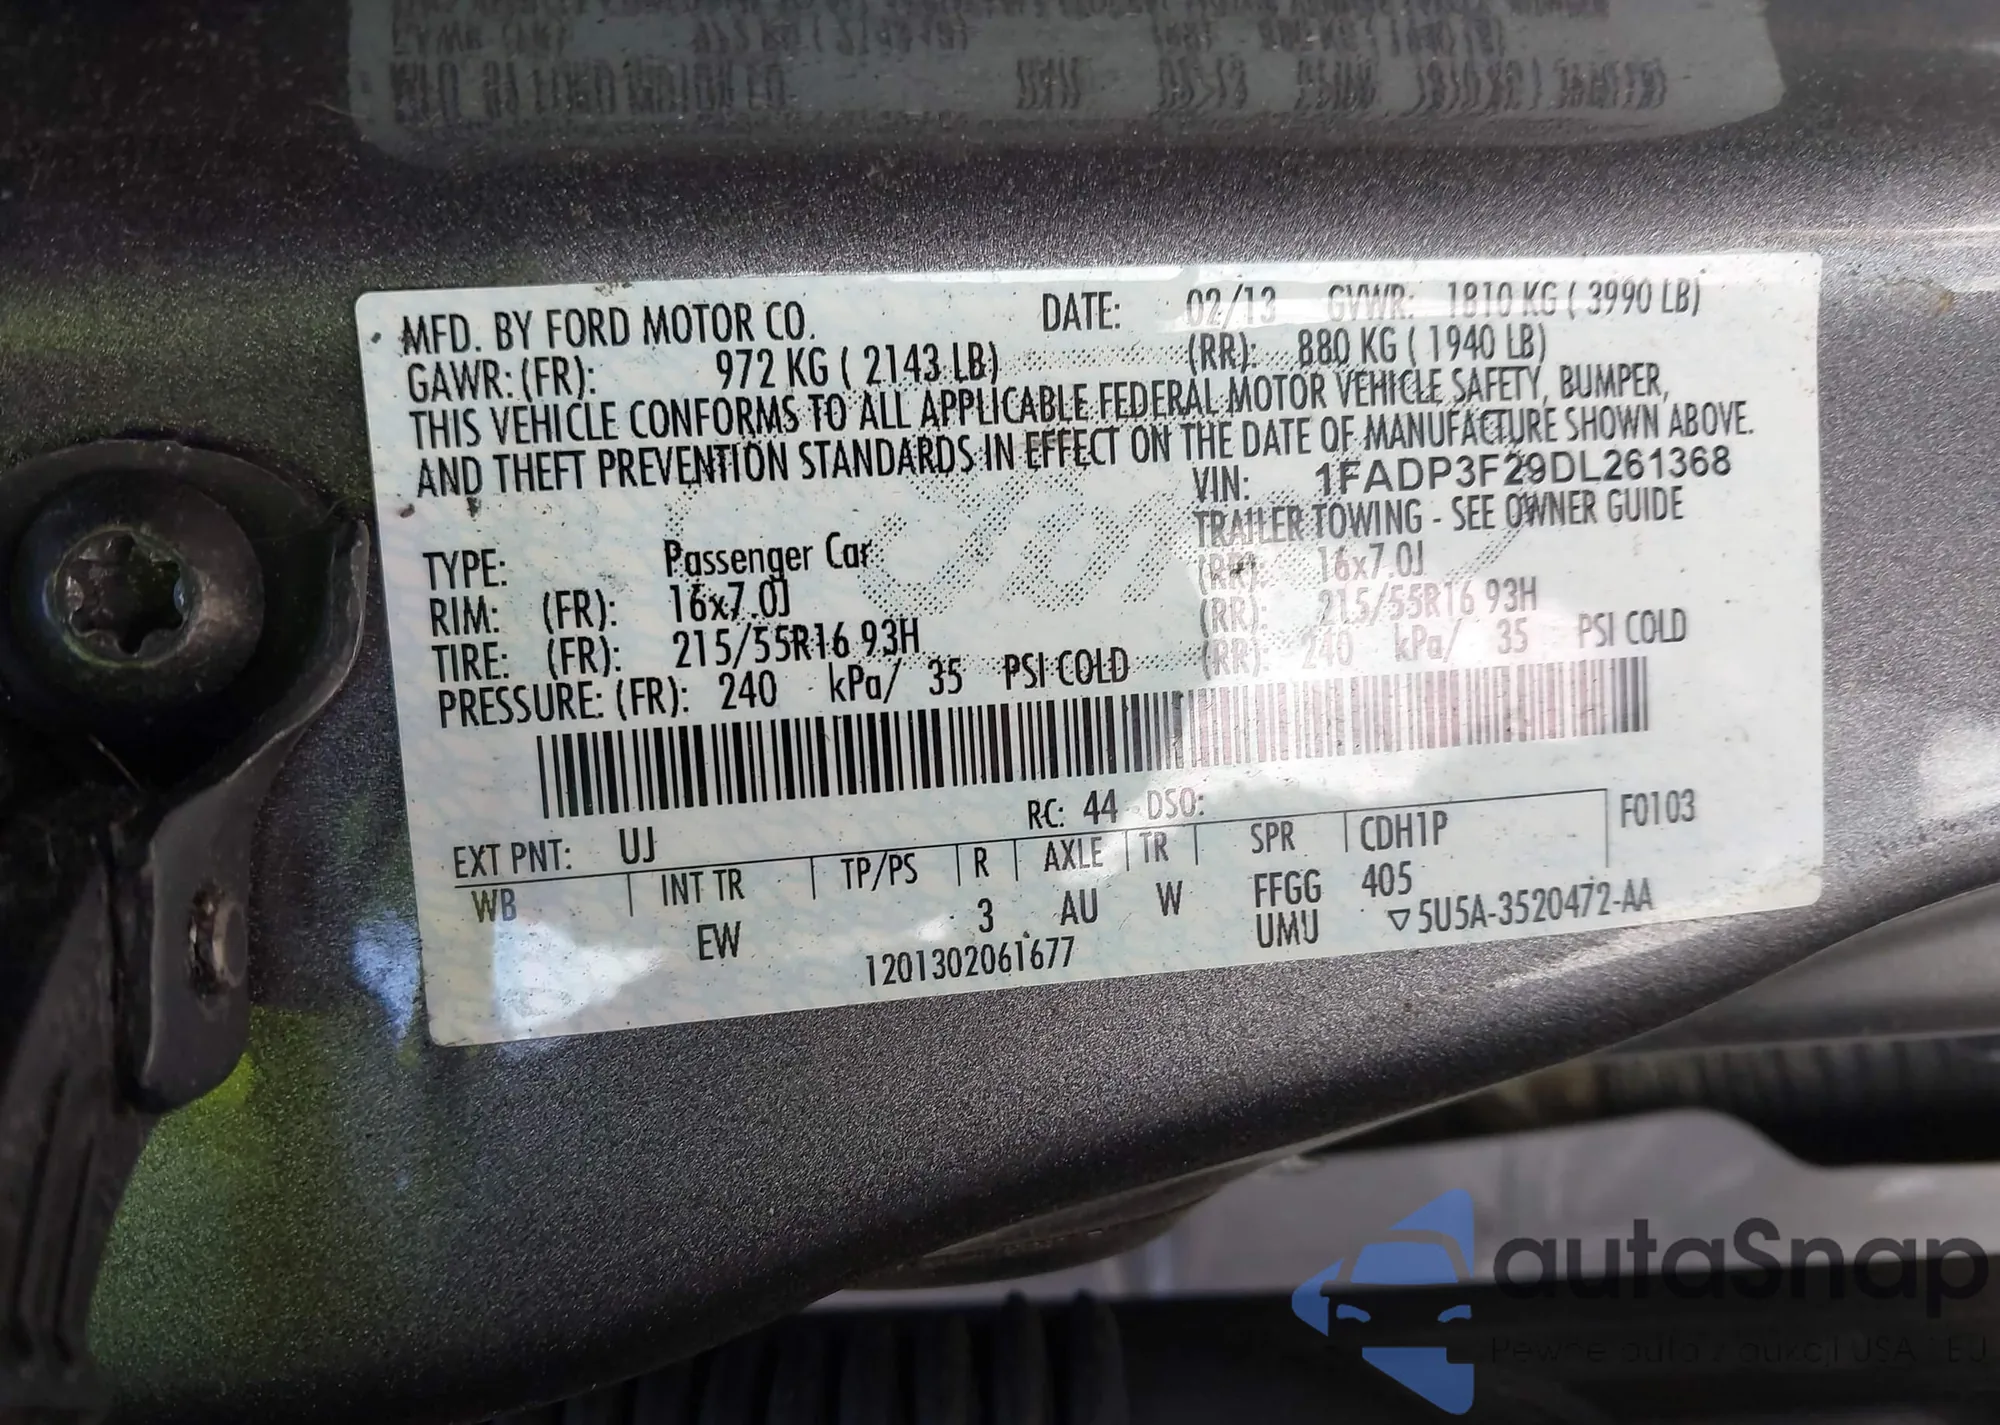 MFD. BY FORD MOTOR CO. DATE: 02/13 GVWR: 1810 KG ( 3990 LB)
GAWR: (FR): 972 KG ( 2143 LB) (RR): 880 KG ( 1940 LB)
THIS VEHICLE CONFORMS TO ALL APPLICABLE FEDERAL MOTOR VEHICLE SAFETY, BUMPER,
AND THEFT PREVENTION STANDARDS IN EFFECT ON THE DATE OF MANUFACTURE SHOWN ABOVE.
VIN: 1FADP3F29DL261368
TYPE: Passenger Car TRAILER TOWING - SEE OWNER GUIDE
RIM: (FR): 16x7.0J (RR): 16x7.0J
TIRE: (FR): 215/55R16 93H (RR): 215/55R16 93H
PRESSURE: (FR): 240 kPa/ 35 PSI COLD (RR): 240 kPa/ 35 PSI COLD
EXT PNT: UJ RC: 44 DSO: F0103
WB INT TR TP/PS R AXLE TR SPR CDH1P
EW 3 AU W FFGG 405
1201302061677 UMU ▽5U5A-3520472-AA
autaSnap
Pewne auta z aukcji USA i EU